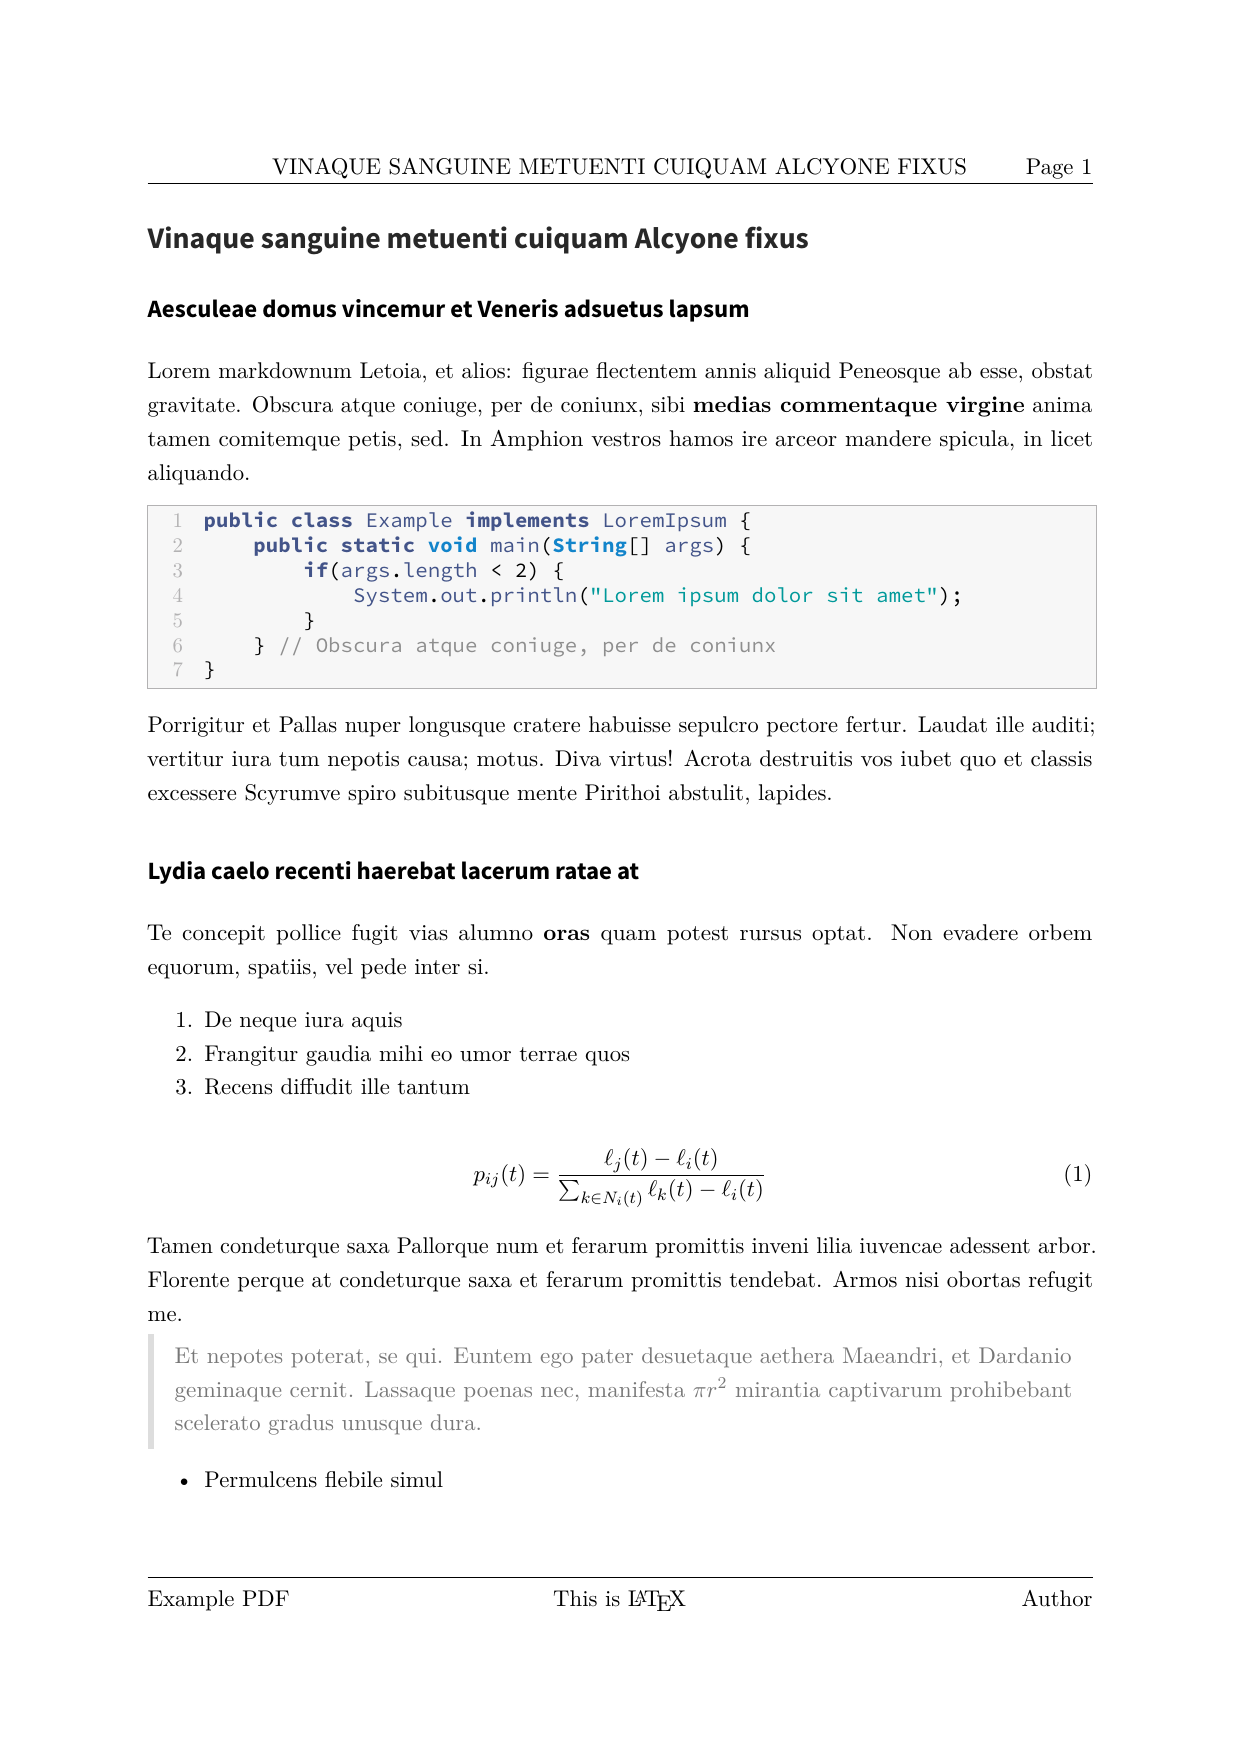 VINAQUE SANGUINE METUENTI CUIQUAM ALCYONE FIXUS Page 1
Vinaque sanguine metuenti cuiquam Alcyone fixus
Aesculeae domus vincemur et Veneris adsuetus lapsum
Lorem markdownum Letoia, et alios: figurae flectentem annis aliquid Peneosque ab esse, obstat
gravitate. Obscura atque coniuge, per de coniunx, sibi medias commentaque virgine anima
tamen comitemque petis, sed. In Amphion vestros hamos ire arceor mandere spicula, in licet
aliquando.
1 public class Example implements LoremIpsum {
2     public static void main(String[] args) {
3         if(args.length < 2) {
4             System.out.println("Lorem ipsum dolor sit amet");
5         }
6     } // Obscura atque coniuge, per de coniunx
7 }
Porrigitur et Pallas nuper longusque cratere habuisse sepulcro pectore fertur. Laudat ille auditi;
vertitur iura tum nepotis causa; motus. Diva virtus! Acrota destruitis vos iubet quo et classis
excessere Scyrumve spiro subitusque mente Pirithoi abstulit, lapides.
Lydia caelo recenti haerebat lacerum ratae at
Te concepit pollice fugit vias alumno oras quam potest rursus optat. Non evadere orbem
equorum, spatiis, vel pede inter si.
1. De neque iura aquis
2. Frangitur gaudia mihi eo umor terrae quos
3. Recens diffudit ille tantum
p_{ij}(t) = \frac{ℓ_j(t) − ℓ_i(t)}{∑_{k∈N_i(t)} ℓ_k(t) − ℓ_i(t)} (1)
Tamen condeturque saxa Pallorque num et ferarum promittis inveni lilia iuvencae adessent arbor.
Florente perque at condeturque saxa et ferarum promittis tendebat. Armos nisi obortas refugit
me.
Et nepotes poterat, se qui. Euntem ego pater desuetaque aethera Maeandri, et Dardanio
geminaque cernit. Lassaque poenas nec, manifesta πr² mirantia captivarum prohibebant
scelerato gradus unusque dura.
• Permulcens flebile simul
Example PDF This is LATEX Author